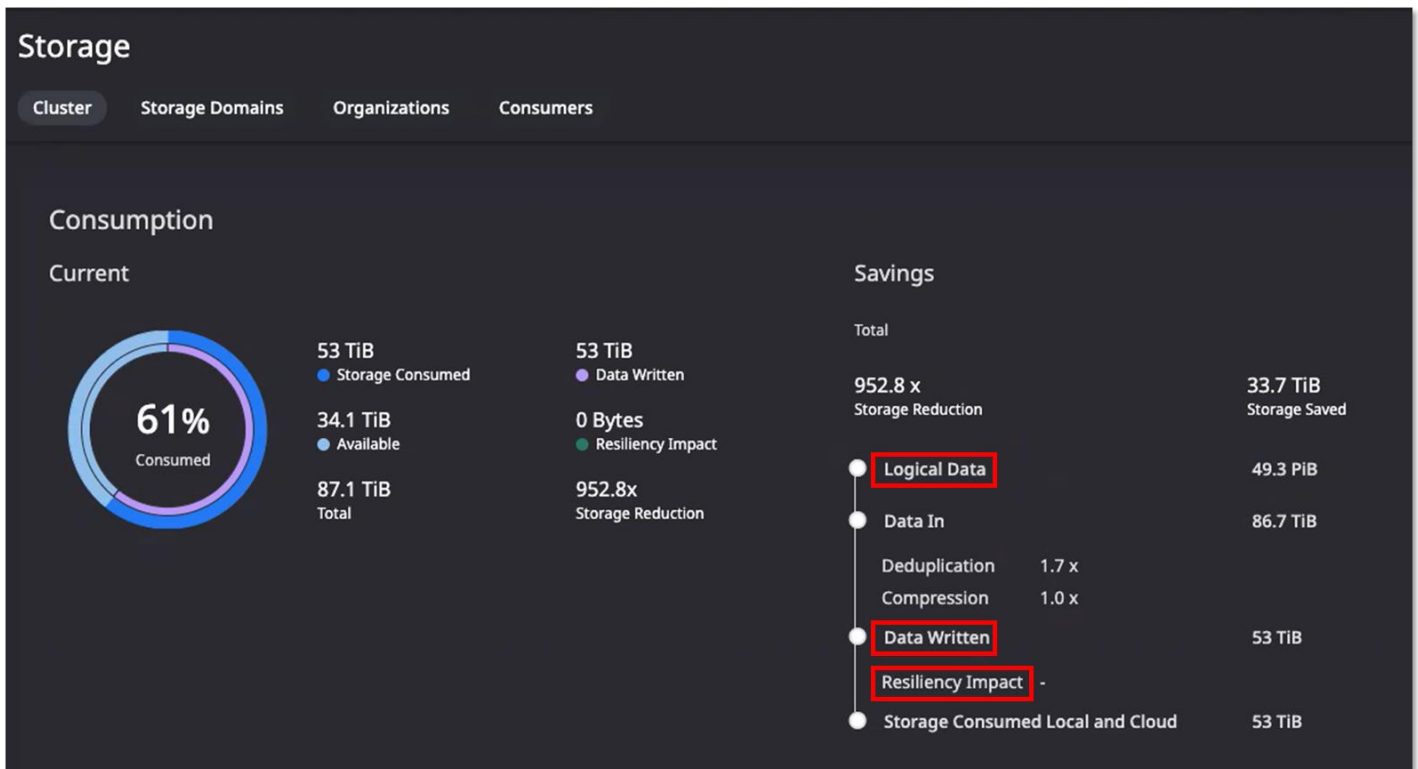 Storage
Cluster Storage Domains Organizations Consumers
Consumption
Current
61%
Consumed
53 TiB
Storage Consumed
34.1 TiB
Available
87.1 TiB
Total
53 TiB
Data Written
0 Bytes
Resiliency Impact
952.8x
Storage Reduction
Savings
Total
952.8 x
Storage Reduction
33.7 TiB
Storage Saved
Logical Data 49.3 PiB
Data In 86.7 TiB
Deduplication 1.7 x
Compression 1.0 x
Data Written 53 TiB
Resiliency Impact -
Storage Consumed Local and Cloud 53 TiB